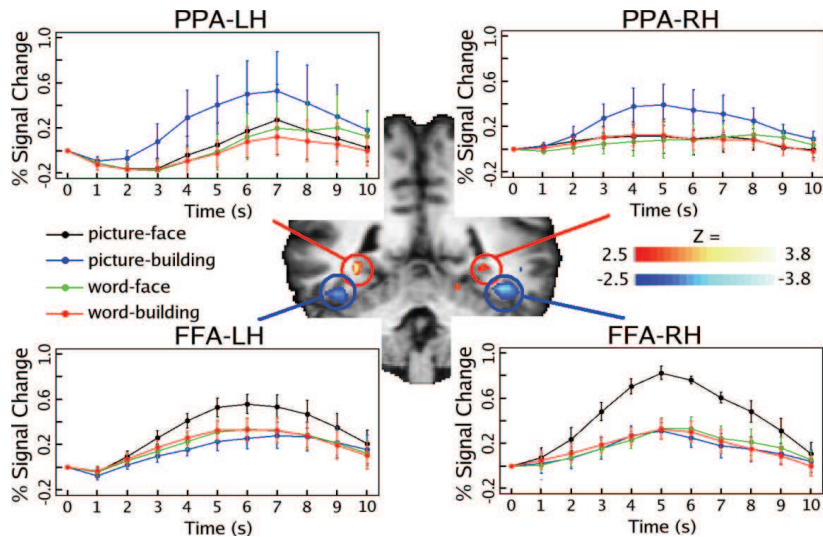 PPA-LH
% Signal Change
1.0
0.6
0.2
-0.2
0 1 2 3 4 5 6 7 8 9 10
Time (s)
PPA-RH
% Signal Change
1.0
0.6
0.2
-0.2
0 1 2 3 4 5 6 7 8 9 10
Time (s)
picture-face
picture-building
word-face
word-building
Z =
2.5 3.8
-2.5 -3.8
FFA-LH
% Signal Change
1.0
0.6
0.2
-0.2
0 1 2 3 4 5 6 7 8 9 10
Time (s)
FFA-RH
% Signal Change
1.0
0.6
0.2
-0.2
0 1 2 3 4 5 6 7 8 9 10
Time (s)